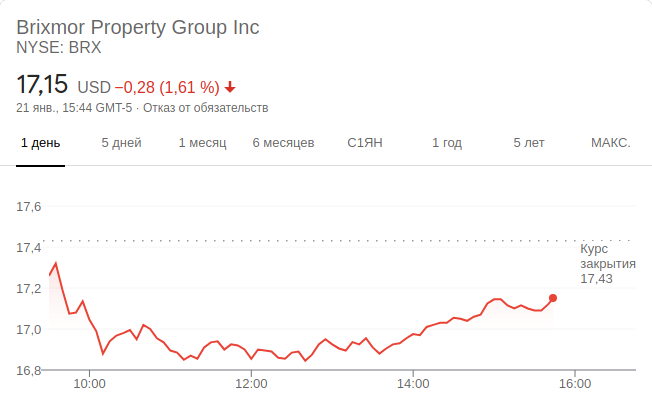 Brixmor Property Group Inc
NYSE: BRX
17,15 USD −0,28 (1,61 %)
21 янв., 15:44 GMT-5 · Отказ от обязательств
1 день 5 дней 1 месяц 6 месяцев С1ЯН 1 год 5 лет МАКС.
17,6
17,4
17,2
17,0
16,8
Курс
закрытия
17,43
10:00 12:00 14:00 16:00